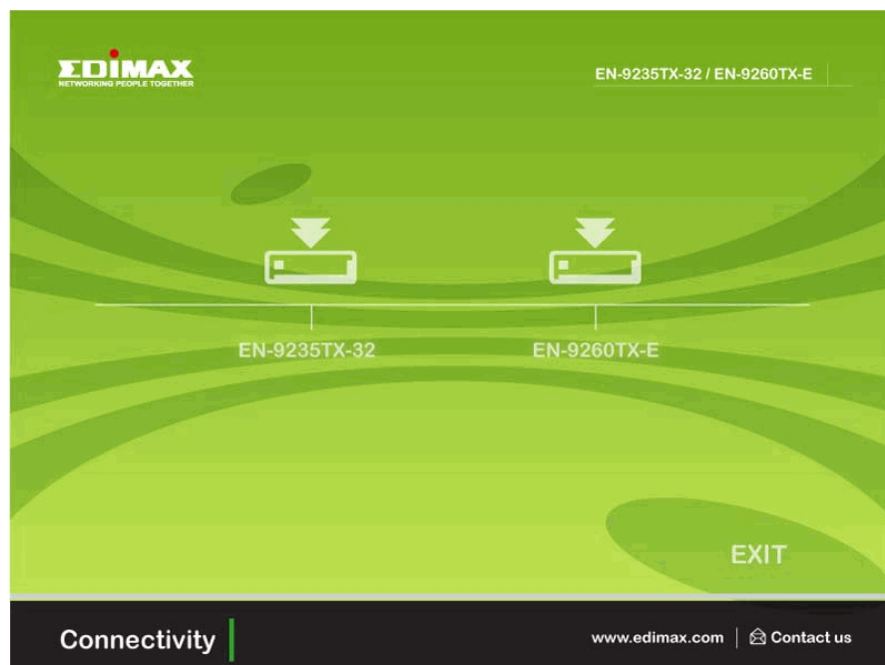 EDIMAX
NETWORKING PEOPLE TOGETHER
EN-9235TX-32 / EN-9260TX-E
EN-9235TX-32
EN-9260TX-E
EXIT
Connectivity
www.edimax.com
Contact us